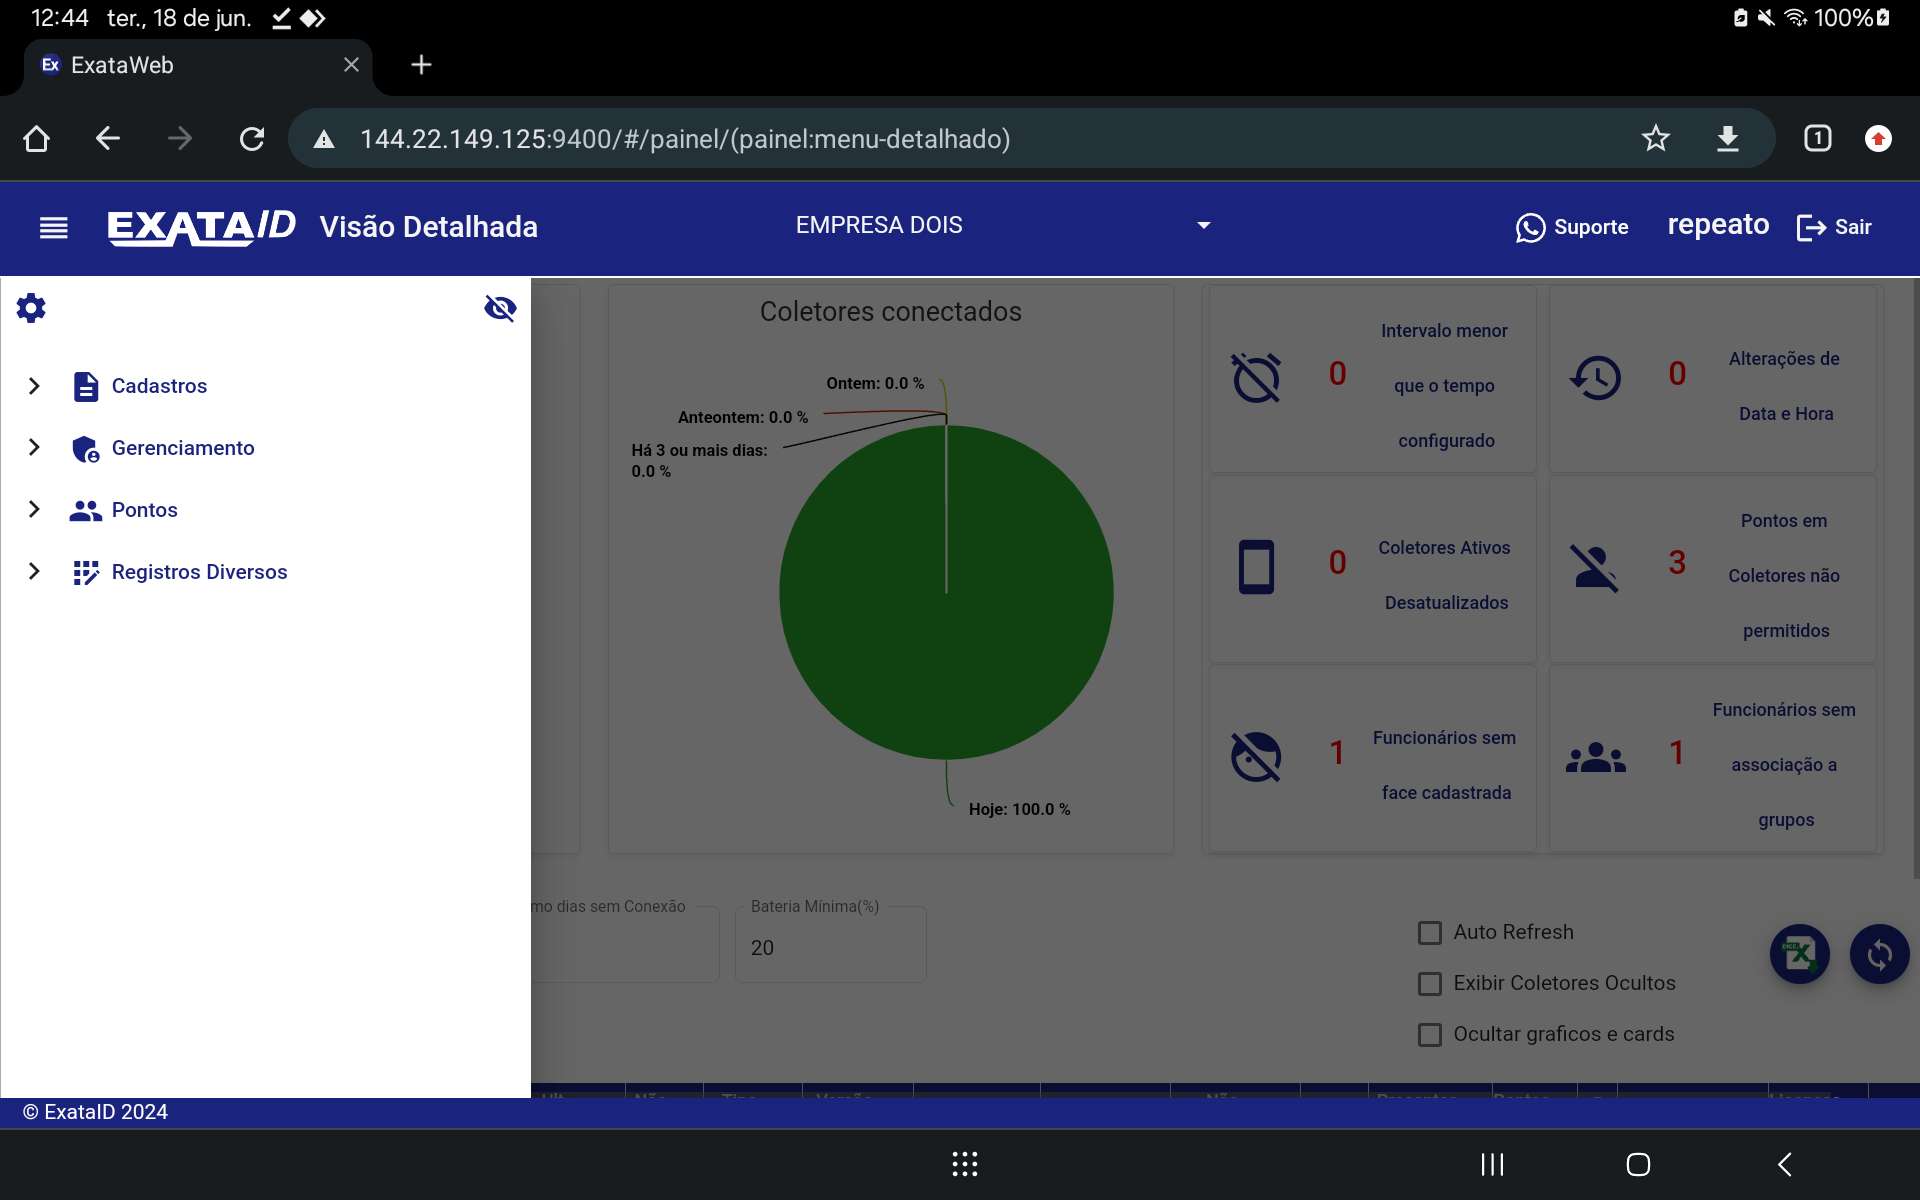 12:44 ter., 18 de jun.
100%
Ex ExataWeb
144.22.149.125:9400/#/painel/(painel:menu-detalhado)
1
EXATAID Visão Detalhada
EMPRESA DOIS
Suporte
repeato
Sair
Cadastros
Gerenciamento
Pontos
Registros Diversos
Coletores conectados
Ontem: 0.0 %
Anteontem: 0.0 %
Há 3 ou mais dias:
0.0 %
Hoje: 100.0 %
0
Intervalo menor
que o tempo
configurado
0
Alterações de
Data e Hora
0
Coletores Ativos
Desatualizados
3
Pontos em
Coletores não
permitidos
1
Funcionários sem
face cadastrada
1
Funcionários sem
associação a
grupos
mo dias sem Conexão
Bateria Mínima(%)
20
Auto Refresh
Exibir Coletores Ocultos
Ocultar graficos e cards
© ExataID 2024